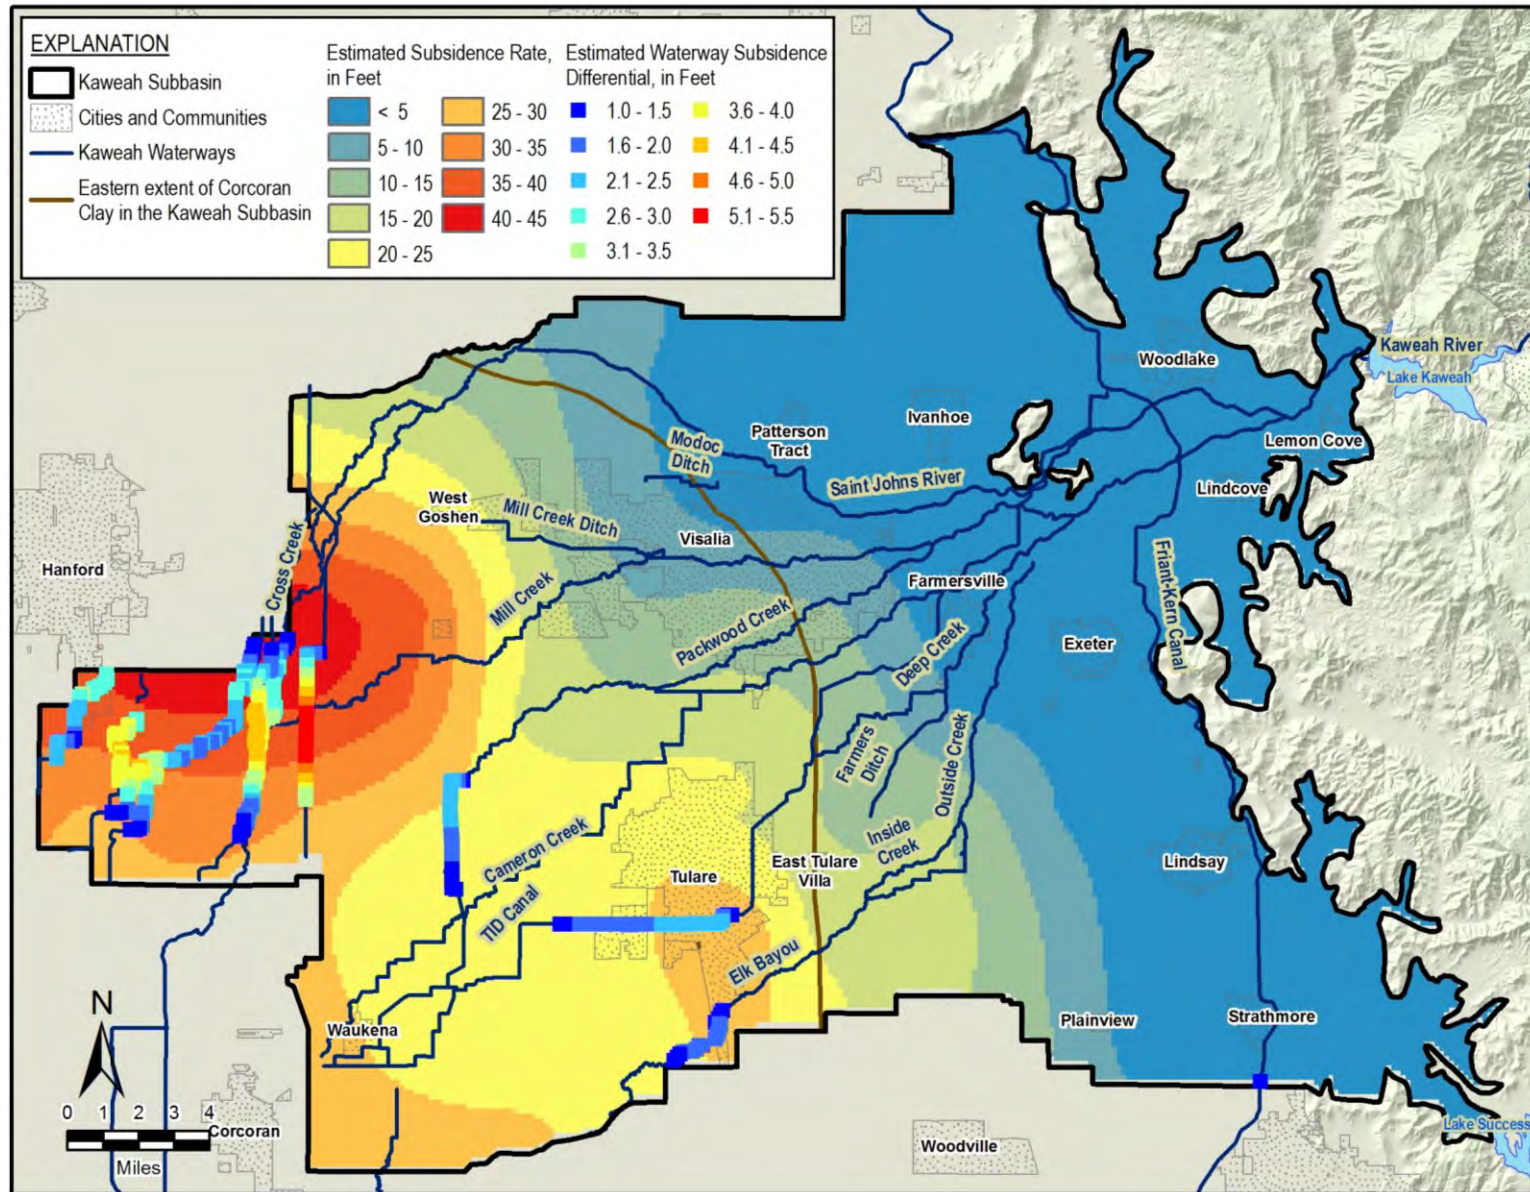 EXPLANATION
Kaweah Subbasin
Cities and Communities
Kaweah Waterways
Eastern extent of Corcoran
Clay in the Kaweah Subbasin
Estimated Subsidence Rate,
in Feet
< 5
5 - 10
10 - 15
15 - 20
20 - 25
25 - 30
30 - 35
35 - 40
40 - 45
Estimated Waterway Subsidence
Differential, in Feet
1.0 - 1.5
1.6 - 2.0
2.1 - 2.5
2.6 - 3.0
3.1 - 3.5
3.6 - 4.0
4.1 - 4.5
4.6 - 5.0
5.1 - 5.5
Kaweah River
Woodlake
Lake Kaweah
Ivanhoe
Patterson
Tract
Lemon Cove
Modoc
Ditch
Saint Johns River
Lindcove
West
Goshen
Mill Creek Ditch
Visalia
Hanford
Cross Creek
Mill Creek
Farmersville
Friant-Kern Canal
Packwood Creek
Exeter
Deep Creek
Farmers
Ditch
Outside Creek
Inside
Creek
Cameron Creek
Tulare
East Tulare
Villa
Lindsay
TID Canal
Elk Bayou
N
Waukena
Plainview
Strathmore
0 1 2 3 4
Miles
Corcoran
Woodville
Lake Success